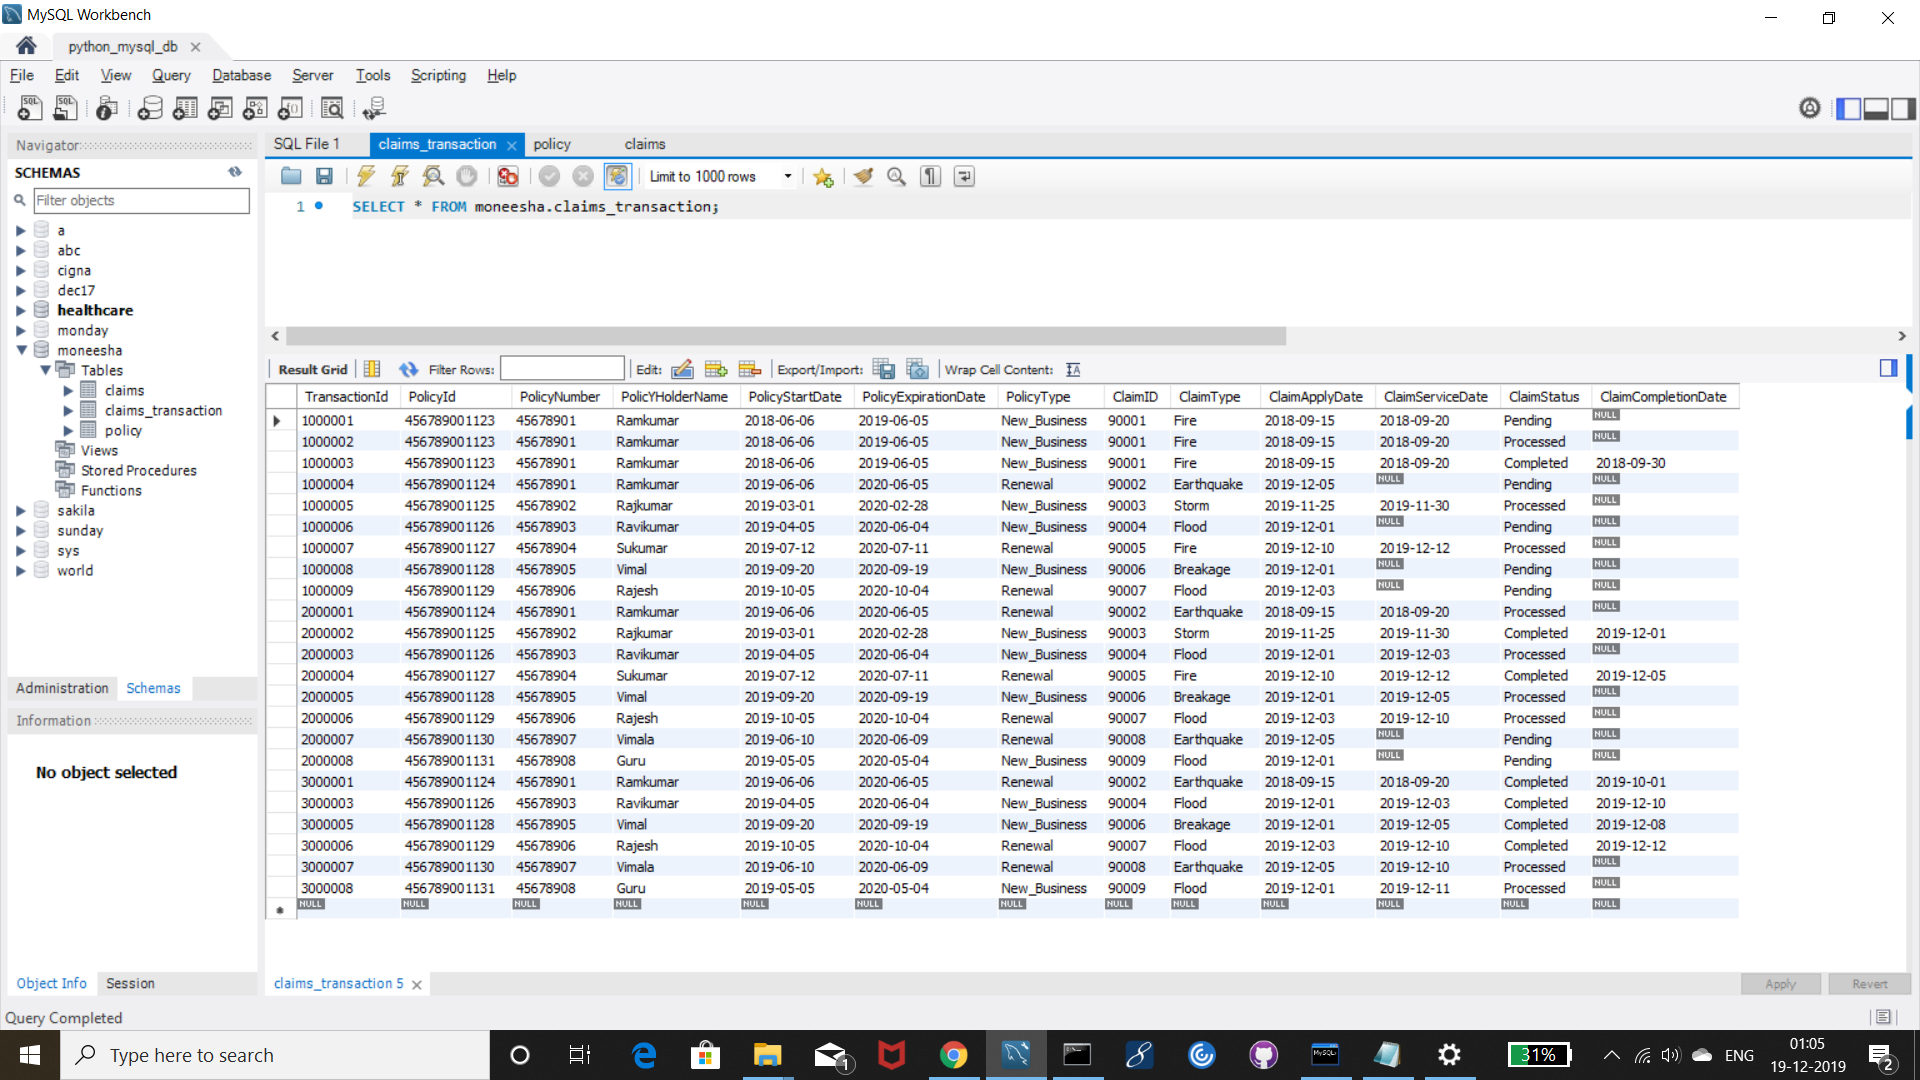 MySQL Workbench
python_mysql_db
File Edit View Query Database Server Tools Scripting Help
Navigator
SCHEMAS
Filter objects
a
abc
cigna
dec17
healthcare
monday
moneesha
Tables
claims
claims_transaction
policy
Views
Stored Procedures
Functions
sakila
sunday
sys
world
Administration Schemas
Information
No object selected
Object Info Session
SQL File 1 claims_transaction policy claims
Limit to 1000 rows
1 SELECT * FROM moneesha.claims_transaction;
Result Grid Filter Rows: Edit: Export/Import: Wrap Cell Content:
TransactionId PolicyId PolicyNumber PolicYHolderName PolicyStartDate PolicyExpirationDate PolicyType ClaimID ClaimType ClaimApplyDate ClaimServiceDate ClaimStatus ClaimCompletionDate
1000001 456789001123 45678901 Ramkumar 2018-06-06 2019-06-05 New_Business 90001 Fire 2018-09-15 2018-09-20 Pending NULL
1000002 456789001123 45678901 Ramkumar 2018-06-06 2019-06-05 New_Business 90001 Fire 2018-09-15 2018-09-20 Processed NULL
1000003 456789001123 45678901 Ramkumar 2018-06-06 2019-06-05 New_Business 90001 Fire 2018-09-15 2018-09-20 Completed 2018-09-30
1000004 456789001124 45678901 Ramkumar 2019-06-06 2020-06-05 Renewal 90002 Earthquake 2019-12-05 NULL Pending NULL
1000005 456789001125 45678902 Rajkumar 2019-03-01 2020-02-28 New_Business 90003 Storm 2019-11-25 2019-11-30 Processed NULL
1000006 456789001126 45678903 Ravikumar 2019-04-05 2020-06-04 New_Business 90004 Flood 2019-12-01 NULL Pending NULL
1000007 456789001127 45678904 Sukumar 2019-07-12 2020-07-11 Renewal 90005 Fire 2019-12-10 2019-12-12 Processed NULL
1000008 456789001128 45678905 Vimal 2019-09-20 2020-09-19 New_Business 90006 Breakage 2019-12-01 NULL Pending NULL
1000009 456789001129 45678906 Rajesh 2019-10-05 2020-10-04 Renewal 90007 Flood 2019-12-03 NULL Pending NULL
2000001 456789001124 45678901 Ramkumar 2019-06-06 2020-06-05 Renewal 90002 Earthquake 2018-09-15 2018-09-20 Processed NULL
2000002 456789001125 45678902 Rajkumar 2019-03-01 2020-02-28 New_Business 90003 Storm 2019-11-25 2019-11-30 Completed 2019-12-01
2000003 456789001126 45678903 Ravikumar 2019-04-05 2020-06-04 New_Business 90004 Flood 2019-12-01 2019-12-03 Processed NULL
2000004 456789001127 45678904 Sukumar 2019-07-12 2020-07-11 Renewal 90005 Fire 2019-12-10 2019-12-12 Completed 2019-12-05
2000005 456789001128 45678905 Vimal 2019-09-20 2020-09-19 New_Business 90006 Breakage 2019-12-01 2019-12-05 Processed NULL
2000006 456789001129 45678906 Rajesh 2019-10-05 2020-10-04 Renewal 90007 Flood 2019-12-03 2019-12-10 Processed NULL
2000007 456789001130 45678907 Vimala 2019-06-10 2020-06-09 Renewal 90008 Earthquake 2019-12-05 NULL Pending NULL
2000008 456789001131 45678908 Guru 2019-05-05 2020-05-04 New_Business 90009 Flood 2019-12-01 NULL Pending NULL
3000001 456789001124 45678901 Ramkumar 2019-06-06 2020-06-05 Renewal 90002 Earthquake 2018-09-15 2018-09-20 Completed 2019-10-01
3000003 456789001126 45678903 Ravikumar 2019-04-05 2020-06-04 New_Business 90004 Flood 2019-12-01 2019-12-03 Completed 2019-12-10
3000005 456789001128 45678905 Vimal 2019-09-20 2020-09-19 New_Business 90006 Breakage 2019-12-01 2019-12-05 Completed 2019-12-08
3000006 456789001129 45678906 Rajesh 2019-10-05 2020-10-04 Renewal 90007 Flood 2019-12-03 2019-12-10 Completed 2019-12-12
3000007 456789001130 45678907 Vimala 2019-06-10 2020-06-09 Renewal 90008 Earthquake 2019-12-05 2019-12-10 Processed NULL
3000008 456789001131 45678908 Guru 2019-05-05 2020-05-04 New_Business 90009 Flood 2019-12-01 2019-12-11 Processed NULL
NULL NULL NULL NULL NULL NULL NULL NULL NULL NULL NULL NULL NULL
claims_transaction 5 Apply Revert
Query Completed
Type here to search
1
MySQL
31%
ENG
01:05
19-12-2019
2